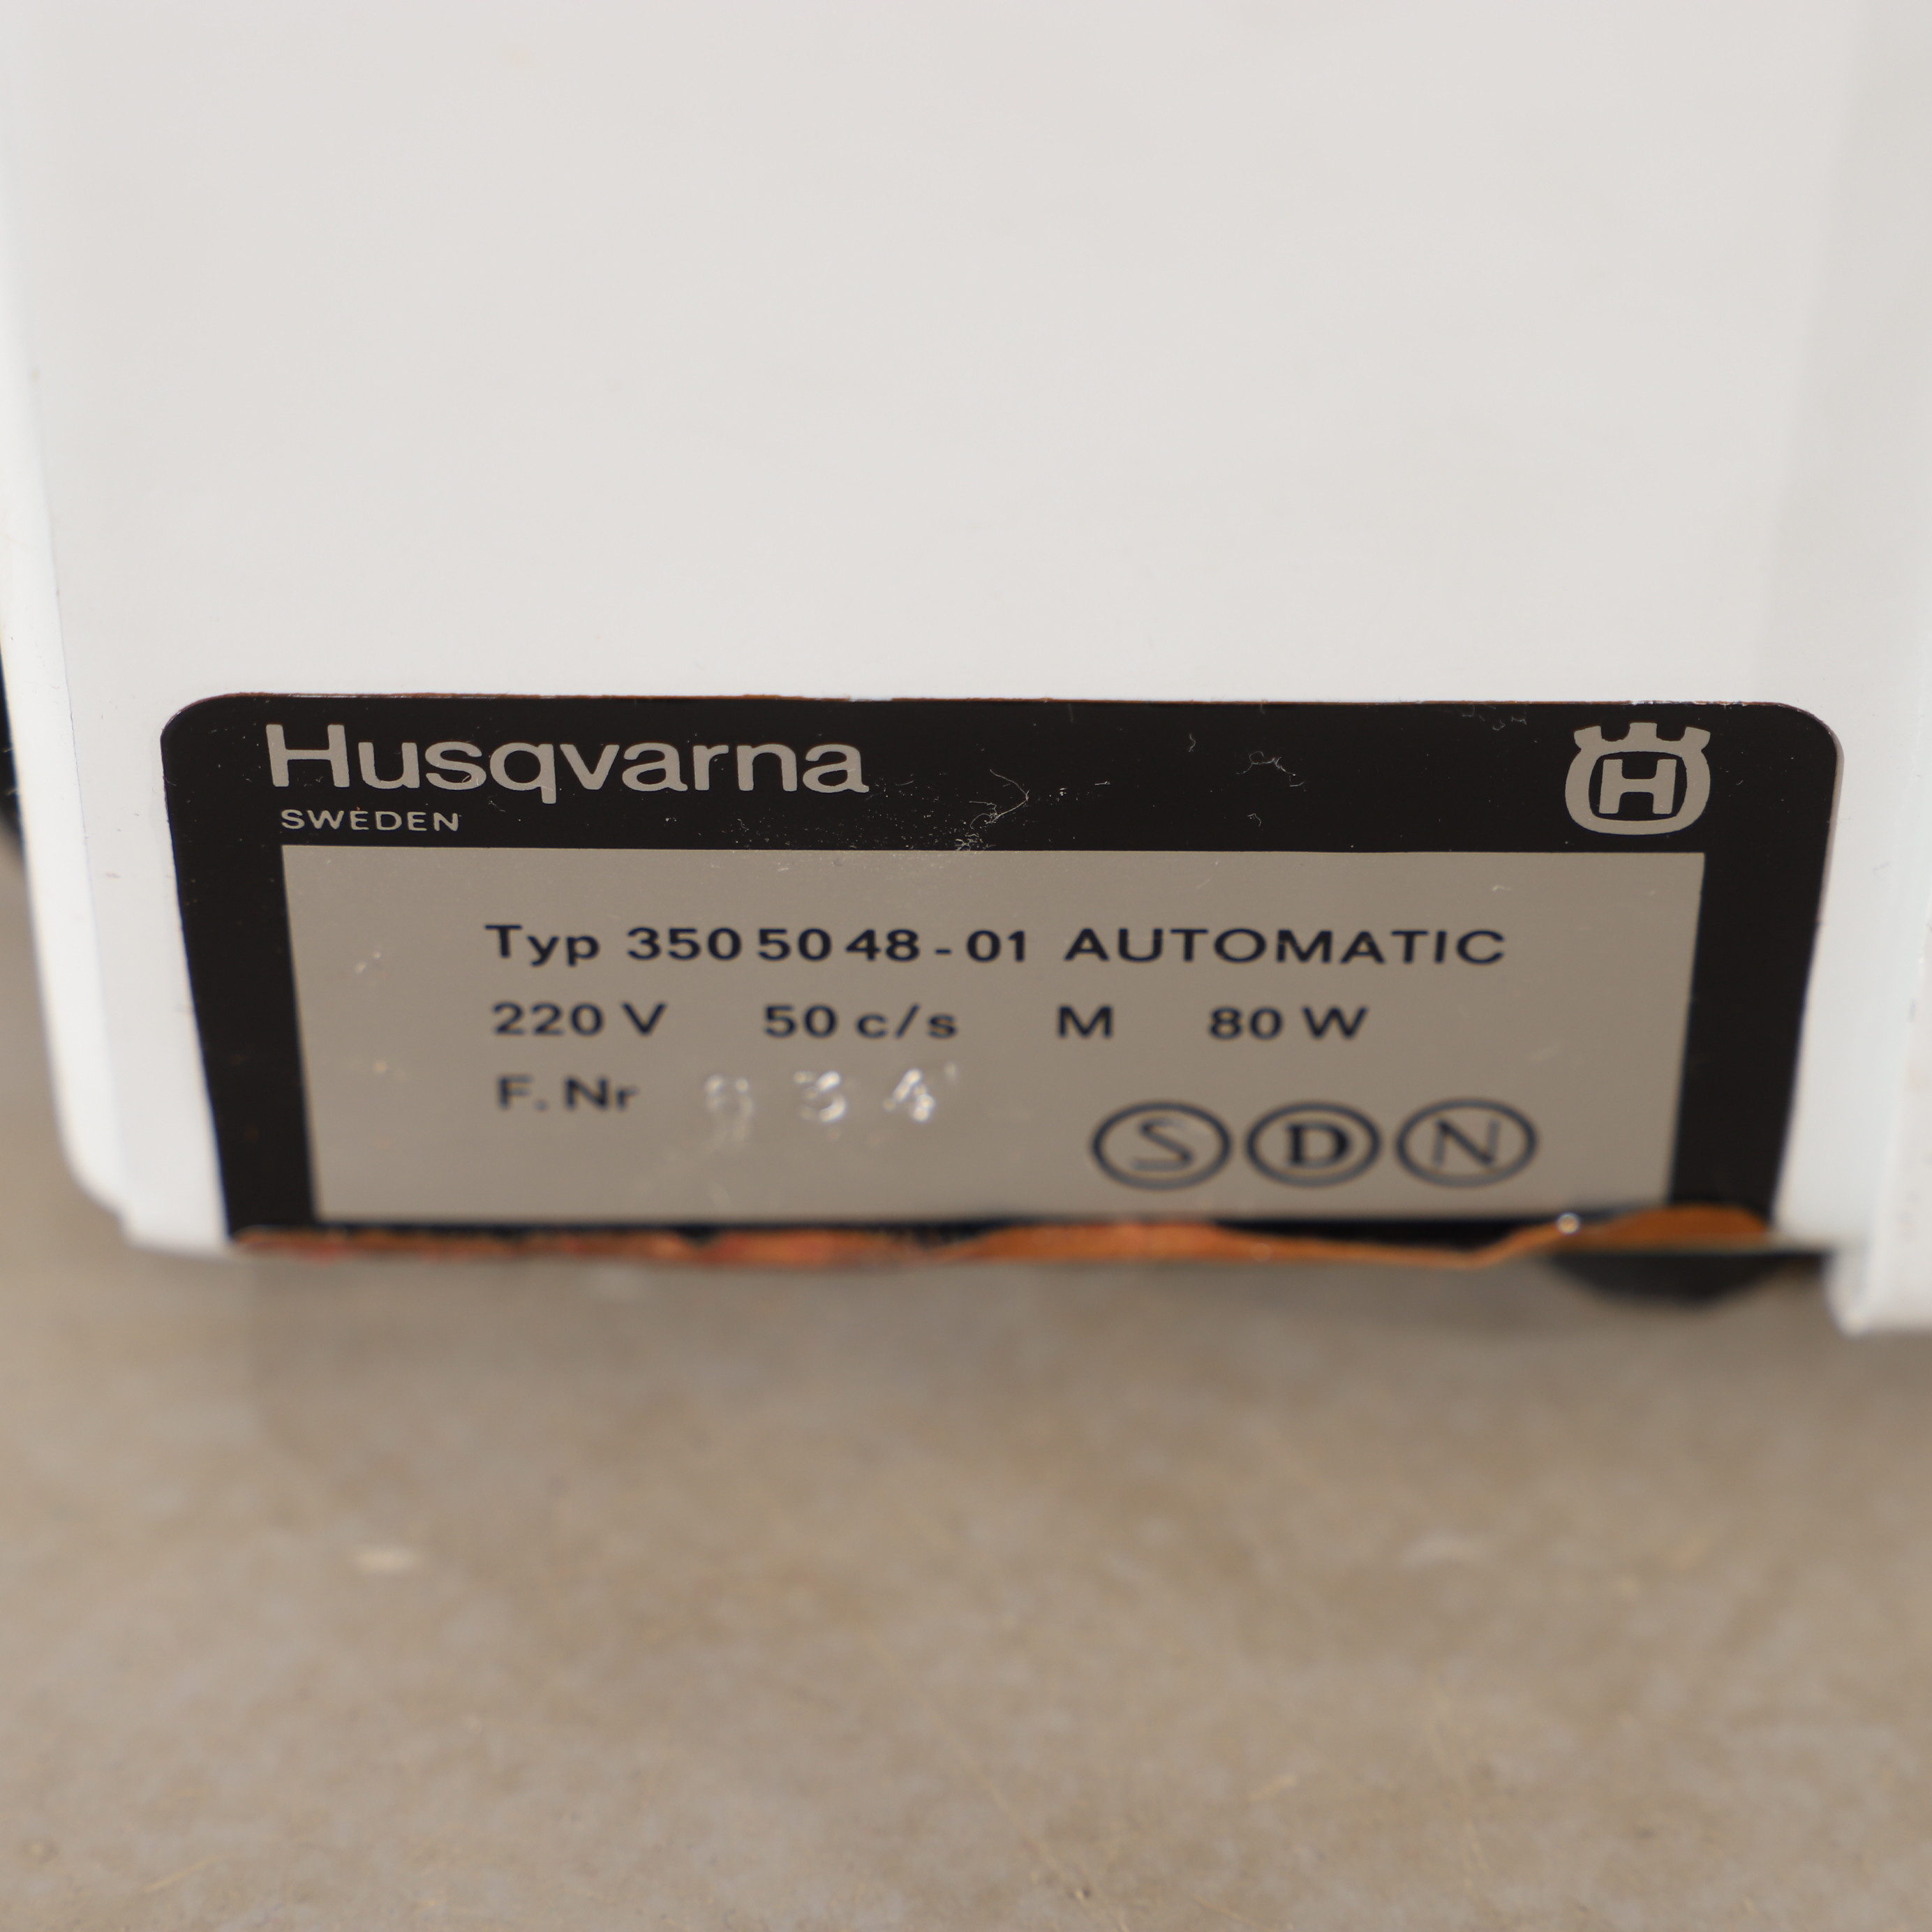 Husqvarna
H
SWEDEN
Typ 350 50 48-01 AUTOMATIC
220 V 50 c/s M 80 W
F. Nr
S D N